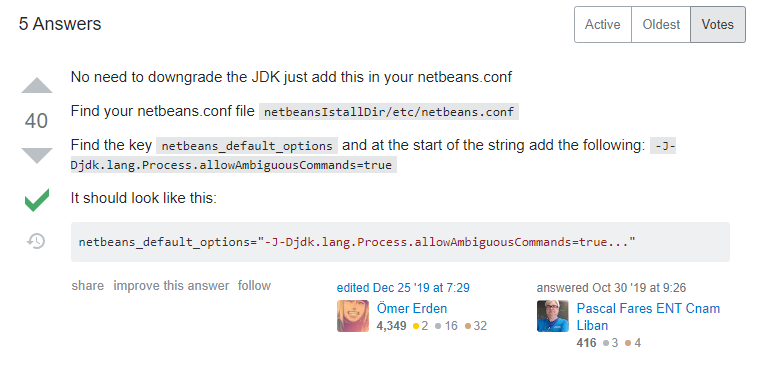 5 Answers
Active Oldest Votes
No need to downgrade the JDK just add this in your netbeans.conf
Find your netbeans.conf file netbeansIstallDir/etc/netbeans.conf
40
Find the key netbeans_default_options and at the start of the string add the following: -J-
Djdk.lang.Process.allowAmbiguousCommands=true
It should look like this:
netbeans_default_options="-J-Djdk.lang.Process.allowAmbiguousCommands=true..."
share improve this answer follow
edited Dec 25 '19 at 7:29
Ömer Erden
4,349 2 16 32
answered Oct 30 '19 at 9:26
Pascal Fares ENT Cnam
Liban
416 3 4